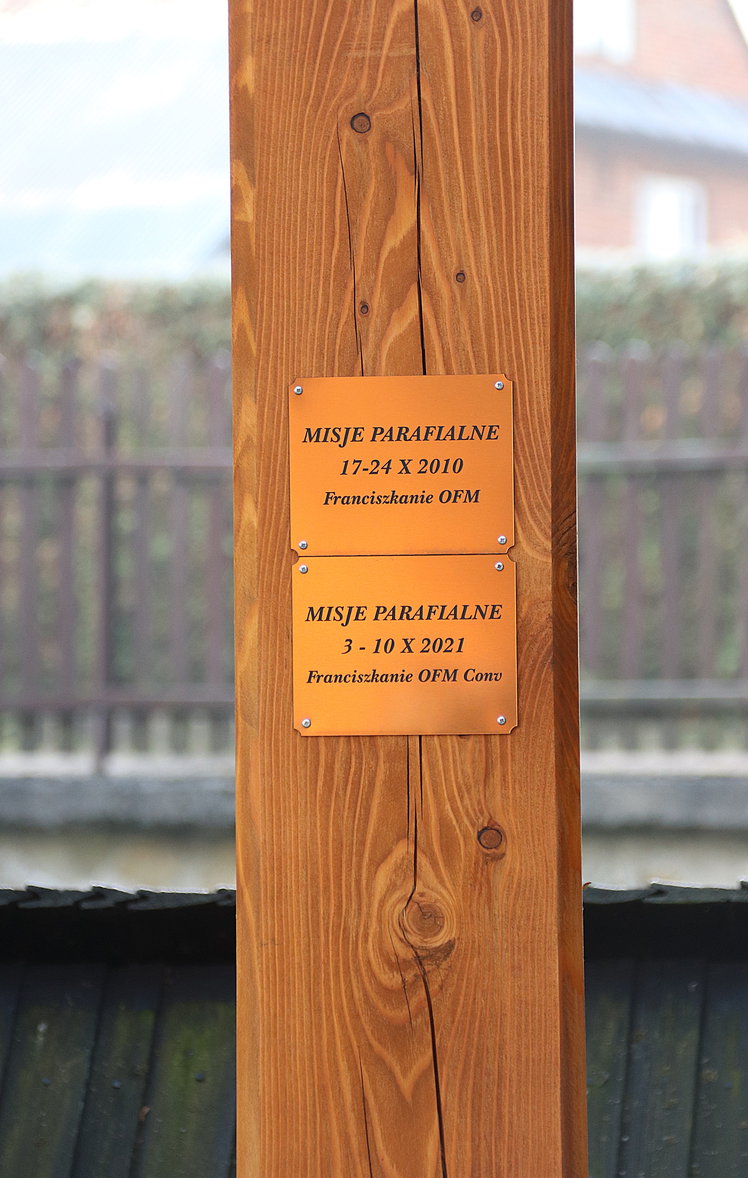 MISJE PARAFIALNE
17-24 X 2010
Franciszkanie OFM
MISJE PARAFIALNE
3 - 10 X 2021
Franciszkanie OFM Conv